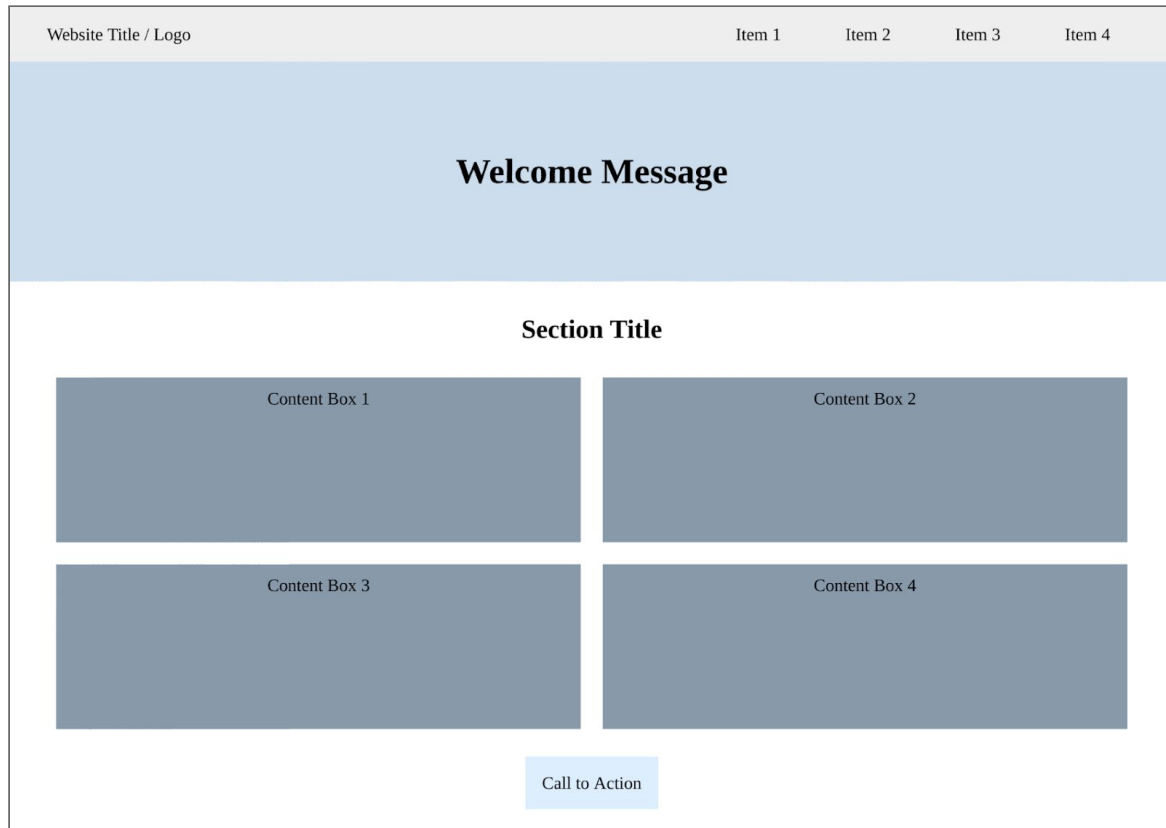 Website Title / Logo
Item 1
Item 2
Item 3
Item 4
Welcome Message
Section Title
Content Box 1
Content Box 2
Content Box 3
Content Box 4
Call to Action